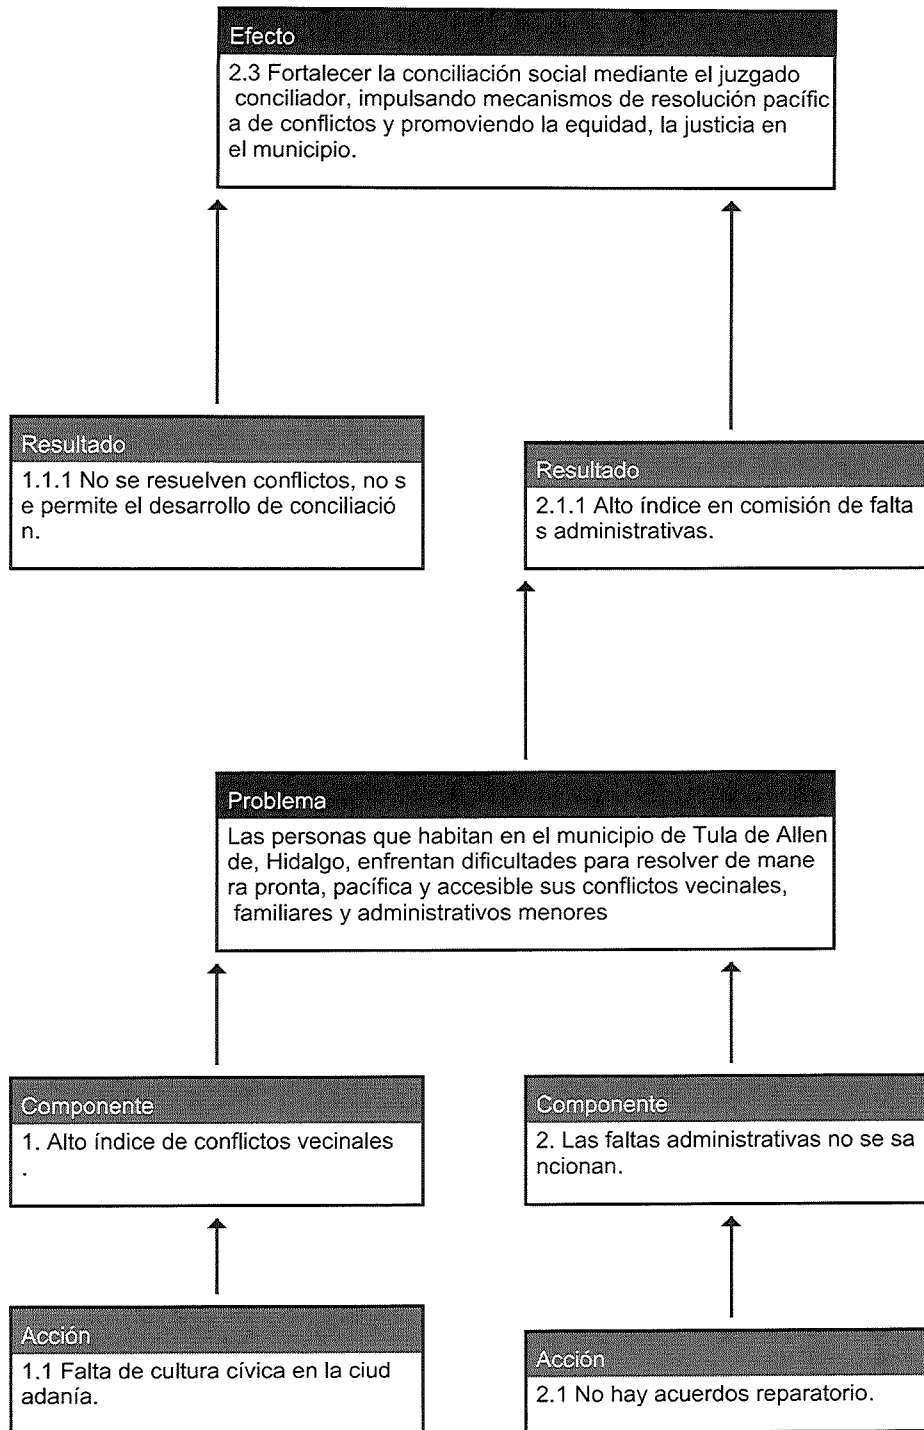 Efecto
2.3 Fortalecer la conciliación social mediante el juzgado
conciliador, impulsando mecanismos de resolución pacífic
a de conflictos y promoviendo la equidad, la justicia en
el municipio.
Resultado
1.1.1 No se resuelven conflictos, no s
e permite el desarrollo de conciliació
n.
Resultado
2.1.1 Alto índice en comisión de falta
s administrativas.
Problema
Las personas que habitan en el municipio de Tula de Allen
de, Hidalgo, enfrentan dificultades para resolver de mane
ra pronta, pacífica y accesible sus conflictos vecinales,
familiares y administrativos menores
Componente
1. Alto índice de conflictos vecinales
.
Componente
2. Las faltas administrativas no se sa
ncionan.
Acción
1.1 Falta de cultura cívica en la ciud
adanía.
Acción
2.1 No hay acuerdos reparatorio.